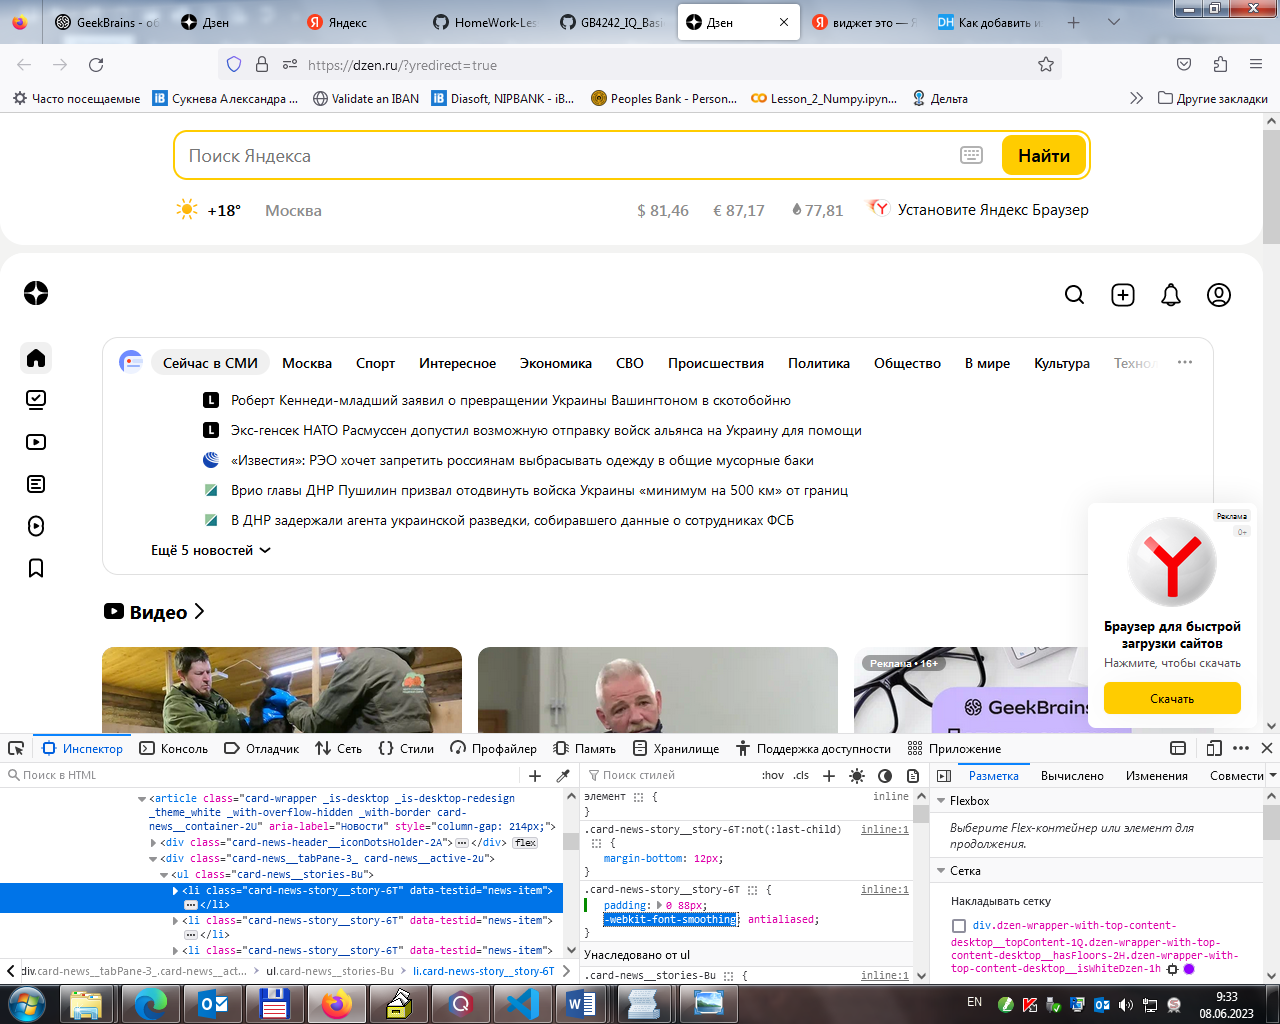 GeekBrains - об
Дзен
Яндекс
HomeWork-Les
GB4242_IQ_Basi
Дзен
виджет это — Я
Как добавить и
https://dzen.ru/?yredirect=true
Часто посещаемые
Сукнева Александра ...
Validate an IBAN
Diasoft, NIPBANK - iB...
Peoples Bank - Person...
Lesson_2_Numpy.ipyn...
Дельта
Другие закладки
Поиск Яндекса
Найти
+18°
Москва
$ 81,46
€ 87,17
77,81
Установите Яндекс Браузер
Сейчас в СМИ
Москва
Спорт
Интересное
Экономика
СВО
Происшествия
Политика
Общество
В мире
Культура
Технол
Роберт Кеннеди-младший заявил о превращении Украины Вашингтоном в скотобойню
Экс-генсек НАТО Расмуссен допустил возможную отправку войск альянса на Украину для помощи
«Известия»: РЭО хочет запретить россиянам выбрасывать одежду в общие мусорные баки
Врио главы ДНР Пушилин призвал отодвинуть войска Украины «минимум на 500 км» от границ
В ДНР задержали агента украинской разведки, собиравшего данные о сотрудниках ФСБ
Ещё 5 новостей
Реклама
0+
Браузер для быстрой
загрузки сайтов
Нажмите, чтобы скачать
Скачать
Видео
Реклама • 16+
GeekBrains
Инспектор
Консоль
Отладчик
Сеть
Стили
Профайлер
Память
Хранилище
Поддержка доступности
Приложение
Поиск в HTML
Поиск стилей
:hov
.cls
Разметка
Вычислено
Изменения
Совмести
<article class="card-wrapper _is-desktop _is-desktop-redesign
_theme_white _with-overflow-hidden _with-border card-
news__container-2U" aria-label="Новости" style="column-gap: 214px;">
<div class="card-news-header__iconDotsHolder-2A"> </div> flex
<div class="card-news__tabPane-3_ card-news__active-2u">
<ul class="card-news__stories-Bu">
<li class="card-news-story__story-6T" data-testid="news-item">
</li>
<li class="card-news-story__story-6T" data-testid="news-item">
</li>
<li class="card-news-story__story-6T" data-testid="news-item">
div.card-news__tabPane-3_.card-news__act...
ul.card-news__stories-Bu
li.card-news-story__story-6T
элемент {
inline
}
.card-news-story__story-6T:not(:last-child)
inline:1
{
margin-bottom: 12px;
}
.card-news-story__story-6T {
inline:1
padding: 0 88px;
-webkit-font-smoothing: antialiased;
}
Унаследовано от ul
.card-news__stories-Bu {
inline:1
Flexbox
Выберите Flex-контейнер или элемент для
продолжения.
Сетка
Накладывать сетку
div.dzen-wrapper-with-top-content-
desktop__topContent-1Q.dzen-wrapper-with-top-
content-desktop__hasFloors-2H.dzen-wrapper-with-
top-content-desktop__isWhiteDzen-1h
EN
9:33
08.06.2023